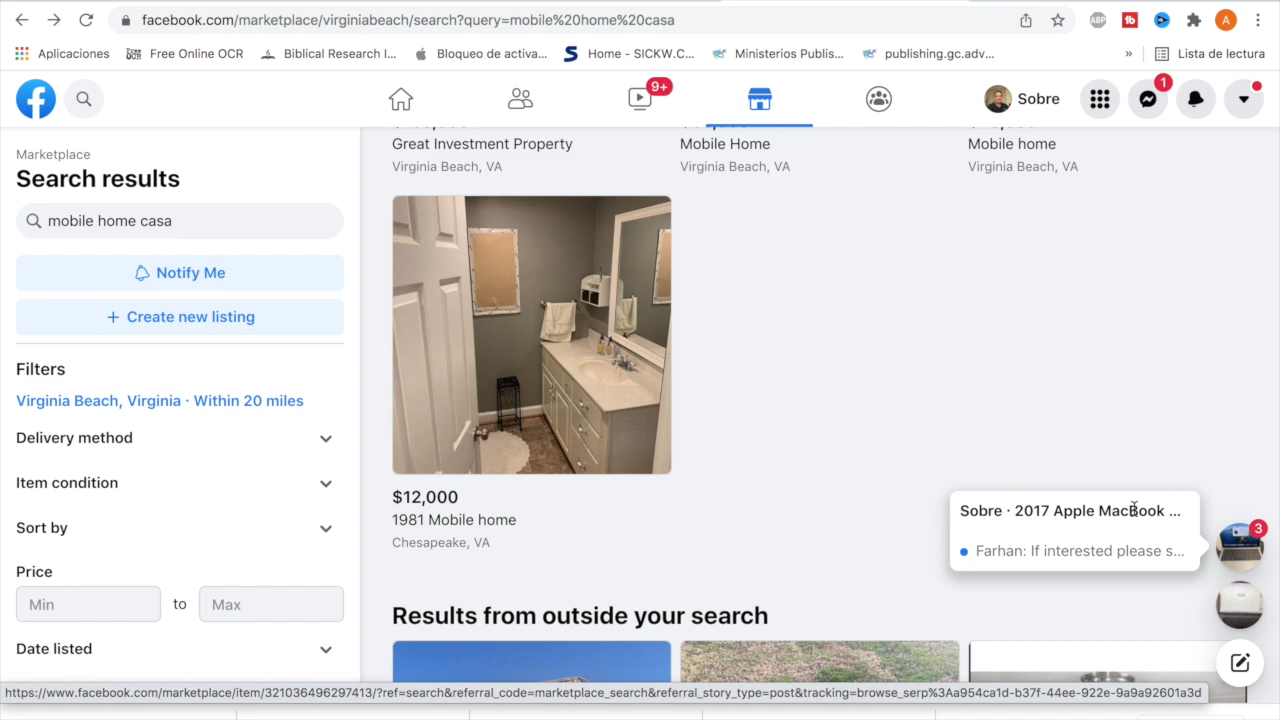 facebook.com/marketplace/virginiabeach/search?query=mobile%20home%20casa
ABP
A
Aplicaciones
Free Online OCR
Biblical Research I...
Bloqueo de activa...
Home - SICKW.C...
Ministerios Publis...
publishing.gc.adv...
»
Lista de lectura
9+
Sobre
1
Marketplace
Search results
mobile home casa
Notify Me
+ Create new listing
Filters
Virginia Beach, Virginia · Within 20 miles
Delivery method
Item condition
Sort by
Price
Min
to
Max
Date listed
Great Investment Property
Virginia Beach, VA
Mobile Home
Virginia Beach, VA
Mobile home
Virginia Beach, VA
$12,000
1981 Mobile home
Chesapeake, VA
Sobre · 2017 Apple MacBook ...
Farhan: If interested please s...
3
Results from outside your search
https://www.facebook.com/marketplace/item/321036496297413/?ref=search&referral_code=marketplace_search&referral_story_type=post&tracking=browse_serp%3Aa954ca1d-b37f-44ee-922e-9a9a92601a3d